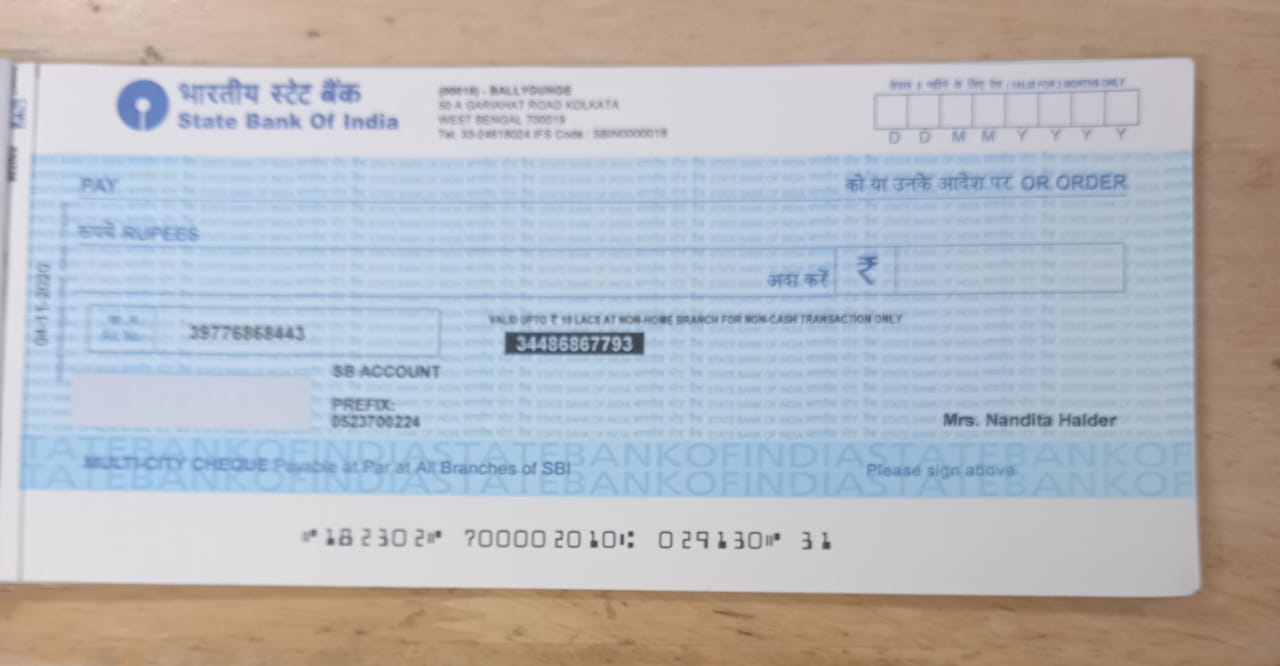 भारतीय स्टेट बैंक
State Bank Of India
(00018) - BALLYGUNGE
50 A GARIAHAT ROAD KOLKATA
WEST BENGAL 700019
Tel: 33-24618024 IFS Code : SBIN0000018
VALID FOR 3 MONTHS ONLY
D D M M Y Y Y Y
PAY
को या उनके आदेश पर OR ORDER
रुपये RUPEES
अदा करें ₹
04-11-2020
39776868443
VALID UPTO ₹ 10 LACS AT NON-HOME BRANCH FOR NON-CASH TRANSACTION ONLY
34486867793
SB ACCOUNT
PREFIX:
0523700224
Mrs. Nandita Halder
MULTI-CITY CHEQUE Payable at Par at All Branches of SBI
Please sign above
STATEBANKOFINDIASTATEBANKOFINDIASTATEBANKOF
⑈182302⑈ 700002010⑆ 029130⑈ 31